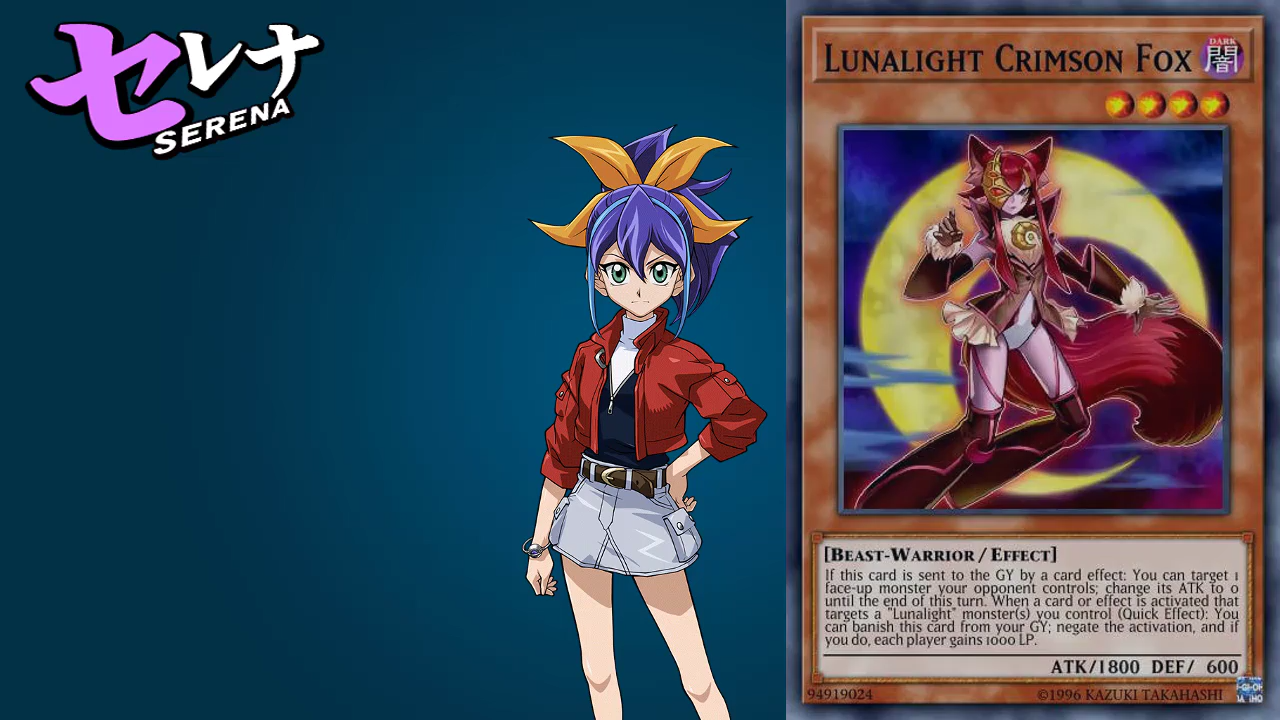 セレナ
SERENA
LUNALIGHT CRIMSON FOX
DARK
闇
[BEAST-WARRIOR / EFFECT]
If this card is sent to the GY by a card effect: You can target 1
face-up monster your opponent controls; change its ATK to 0
until the end of this turn. When a card or effect is activated that
targets a "Lunalight" monster(s) you control (Quick Effect): You
can banish this card from your GY; negate the activation, and if
you do, each player gains 1000 LP.
ATK/1800 DEF/ 600
94919024
©1996 KAZUKI TAKAHASHI